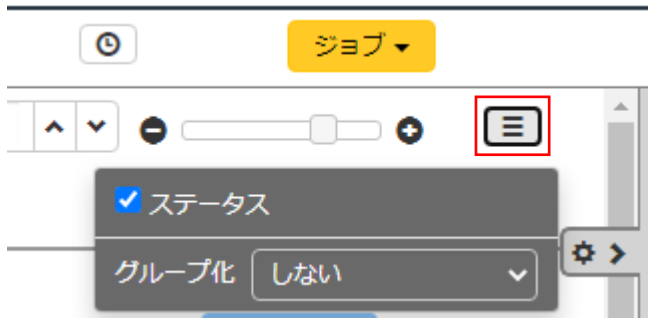 ジョブ
ステータス
グループ化 しない